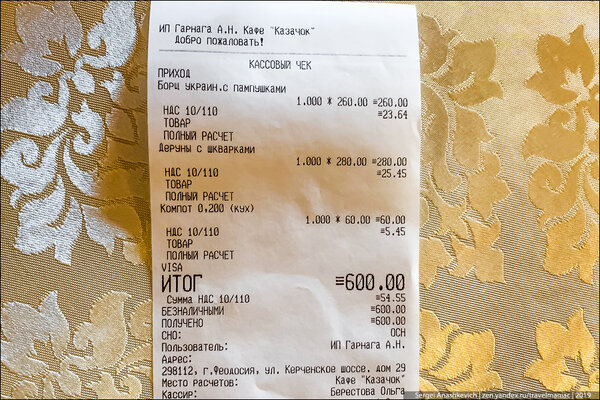 ИП Гарнага А.Н. Кафе "Казачок"
Добро пожаловать!
КАССОВЫЙ ЧЕК
ПРИХОД
Борщ украин.с пампушками
1.000 * 260.00 =260.00
НДС 10/110 =23.64
ТОВАР
ПОЛНЫЙ РАСЧЕТ
Деруны с шкварками
1.000 * 280.00 =280.00
НДС 10/110 =25.45
ТОВАР
ПОЛНЫЙ РАСЧЕТ
Компот 0,200 (кух)
1.000 * 60.00 =60.00
НДС 10/110 =5.45
ТОВАР
ПОЛНЫЙ РАСЧЕТ
VISA
ИТОГ =600.00
Сумма НДС 10/110 =54.55
БЕЗНАЛИЧНЫМИ =600.00
ПОЛУЧЕНО =600.00
СНО: ОСН
Пользователь: ИП Гарнага А.Н.
Адрес:
298112, г.Феодосия, ул. Керченское шоссе. дом 29
Место расчетов: Кафе "Казачок"
Кассир: Берестова Ольга
Sergei Anashkevich | zen.yandex.ru/travelmaniac | 2019